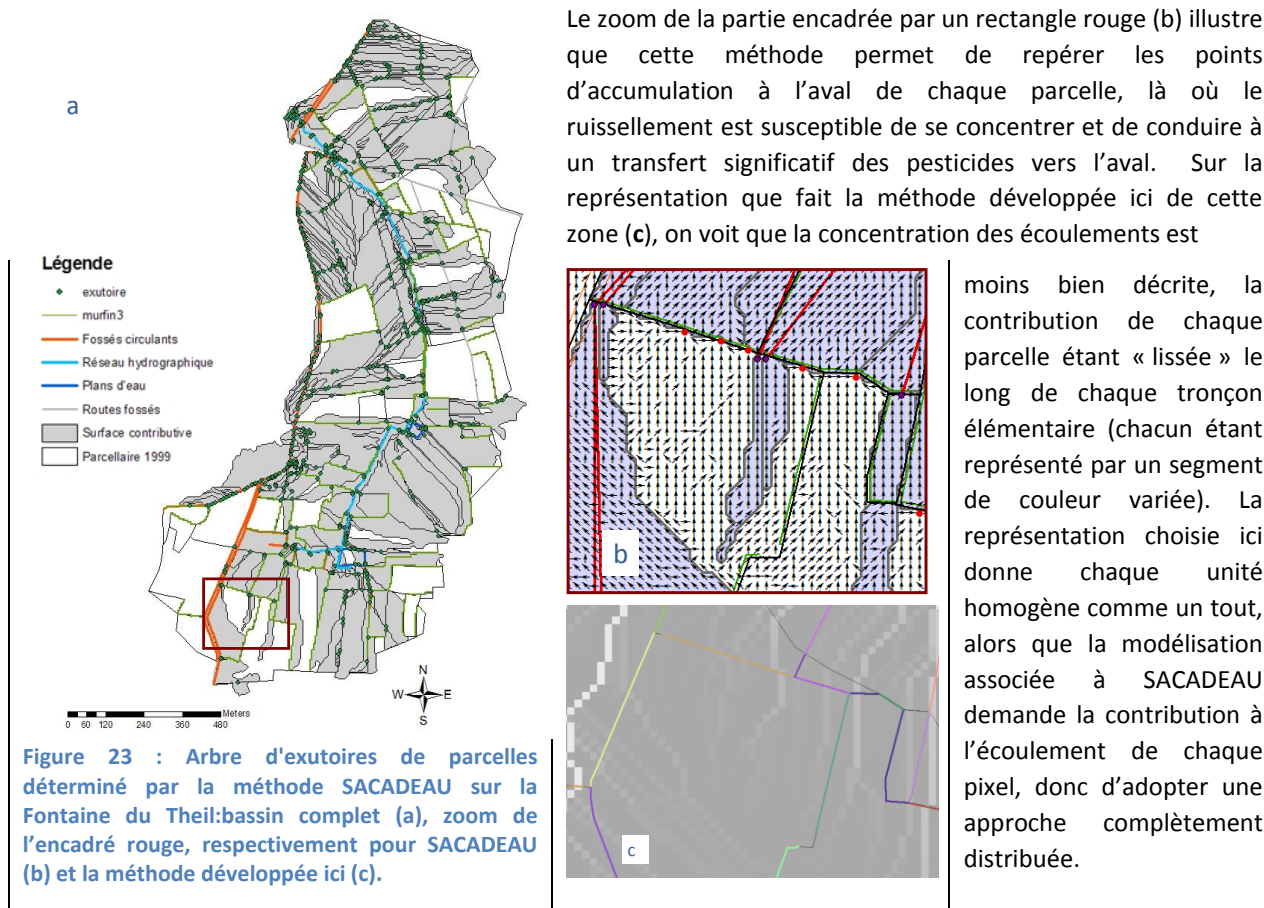 Le zoom de la partie encadrée par un rectangle rouge (b) illustre
que cette méthode permet de repérer les points
d'accumulation à l'aval de chaque parcelle, là où le
ruissellement est susceptible de se concentrer et de conduire à
un transfert significatif des pesticides vers l'aval. Sur la
représentation que fait la méthode développée ici de cette
zone (c), on voit que la concentration des écoulements est
moins bien décrite, la
contribution de chaque
parcelle étant « lissée » le
long de chaque tronçon
élémentaire (chacun étant
représenté par un segment
de couleur variée). La
représentation choisie ici
donne chaque unité
homogène comme un tout,
alors que la modélisation
associée à SACADEAU
demande la contribution à
l'écoulement de chaque
pixel, donc d'adopter une
approche complètement
distribuée.
a
Légende
exutoire
murfin3
Fossés circulants
Réseau hydrographique
Plans d'eau
Routes fossés
Surface contributive
Parcellaire 1999
N
W E
S
Meters
0 60 120 240 360 480
b
c
Figure 23 : Arbre d'exutoires de parcelles
déterminé par la méthode SACADEAU sur la
Fontaine du Theil:bassin complet (a), zoom de
l'encadré rouge, respectivement pour SACADEAU
(b) et la méthode développée ici (c).